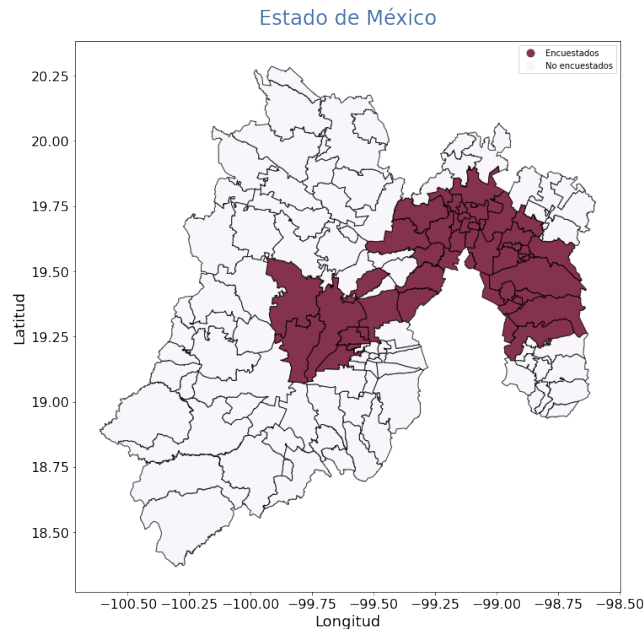 Estado de México
Encuestados
No encuestados
20.25
20.00
19.75
19.50
19.25
19.00
18.75
18.50
Latitud
−100.50 −100.25 −100.00 −99.75 −99.50 −99.25 −99.00 −98.75 −98.50
Longitud